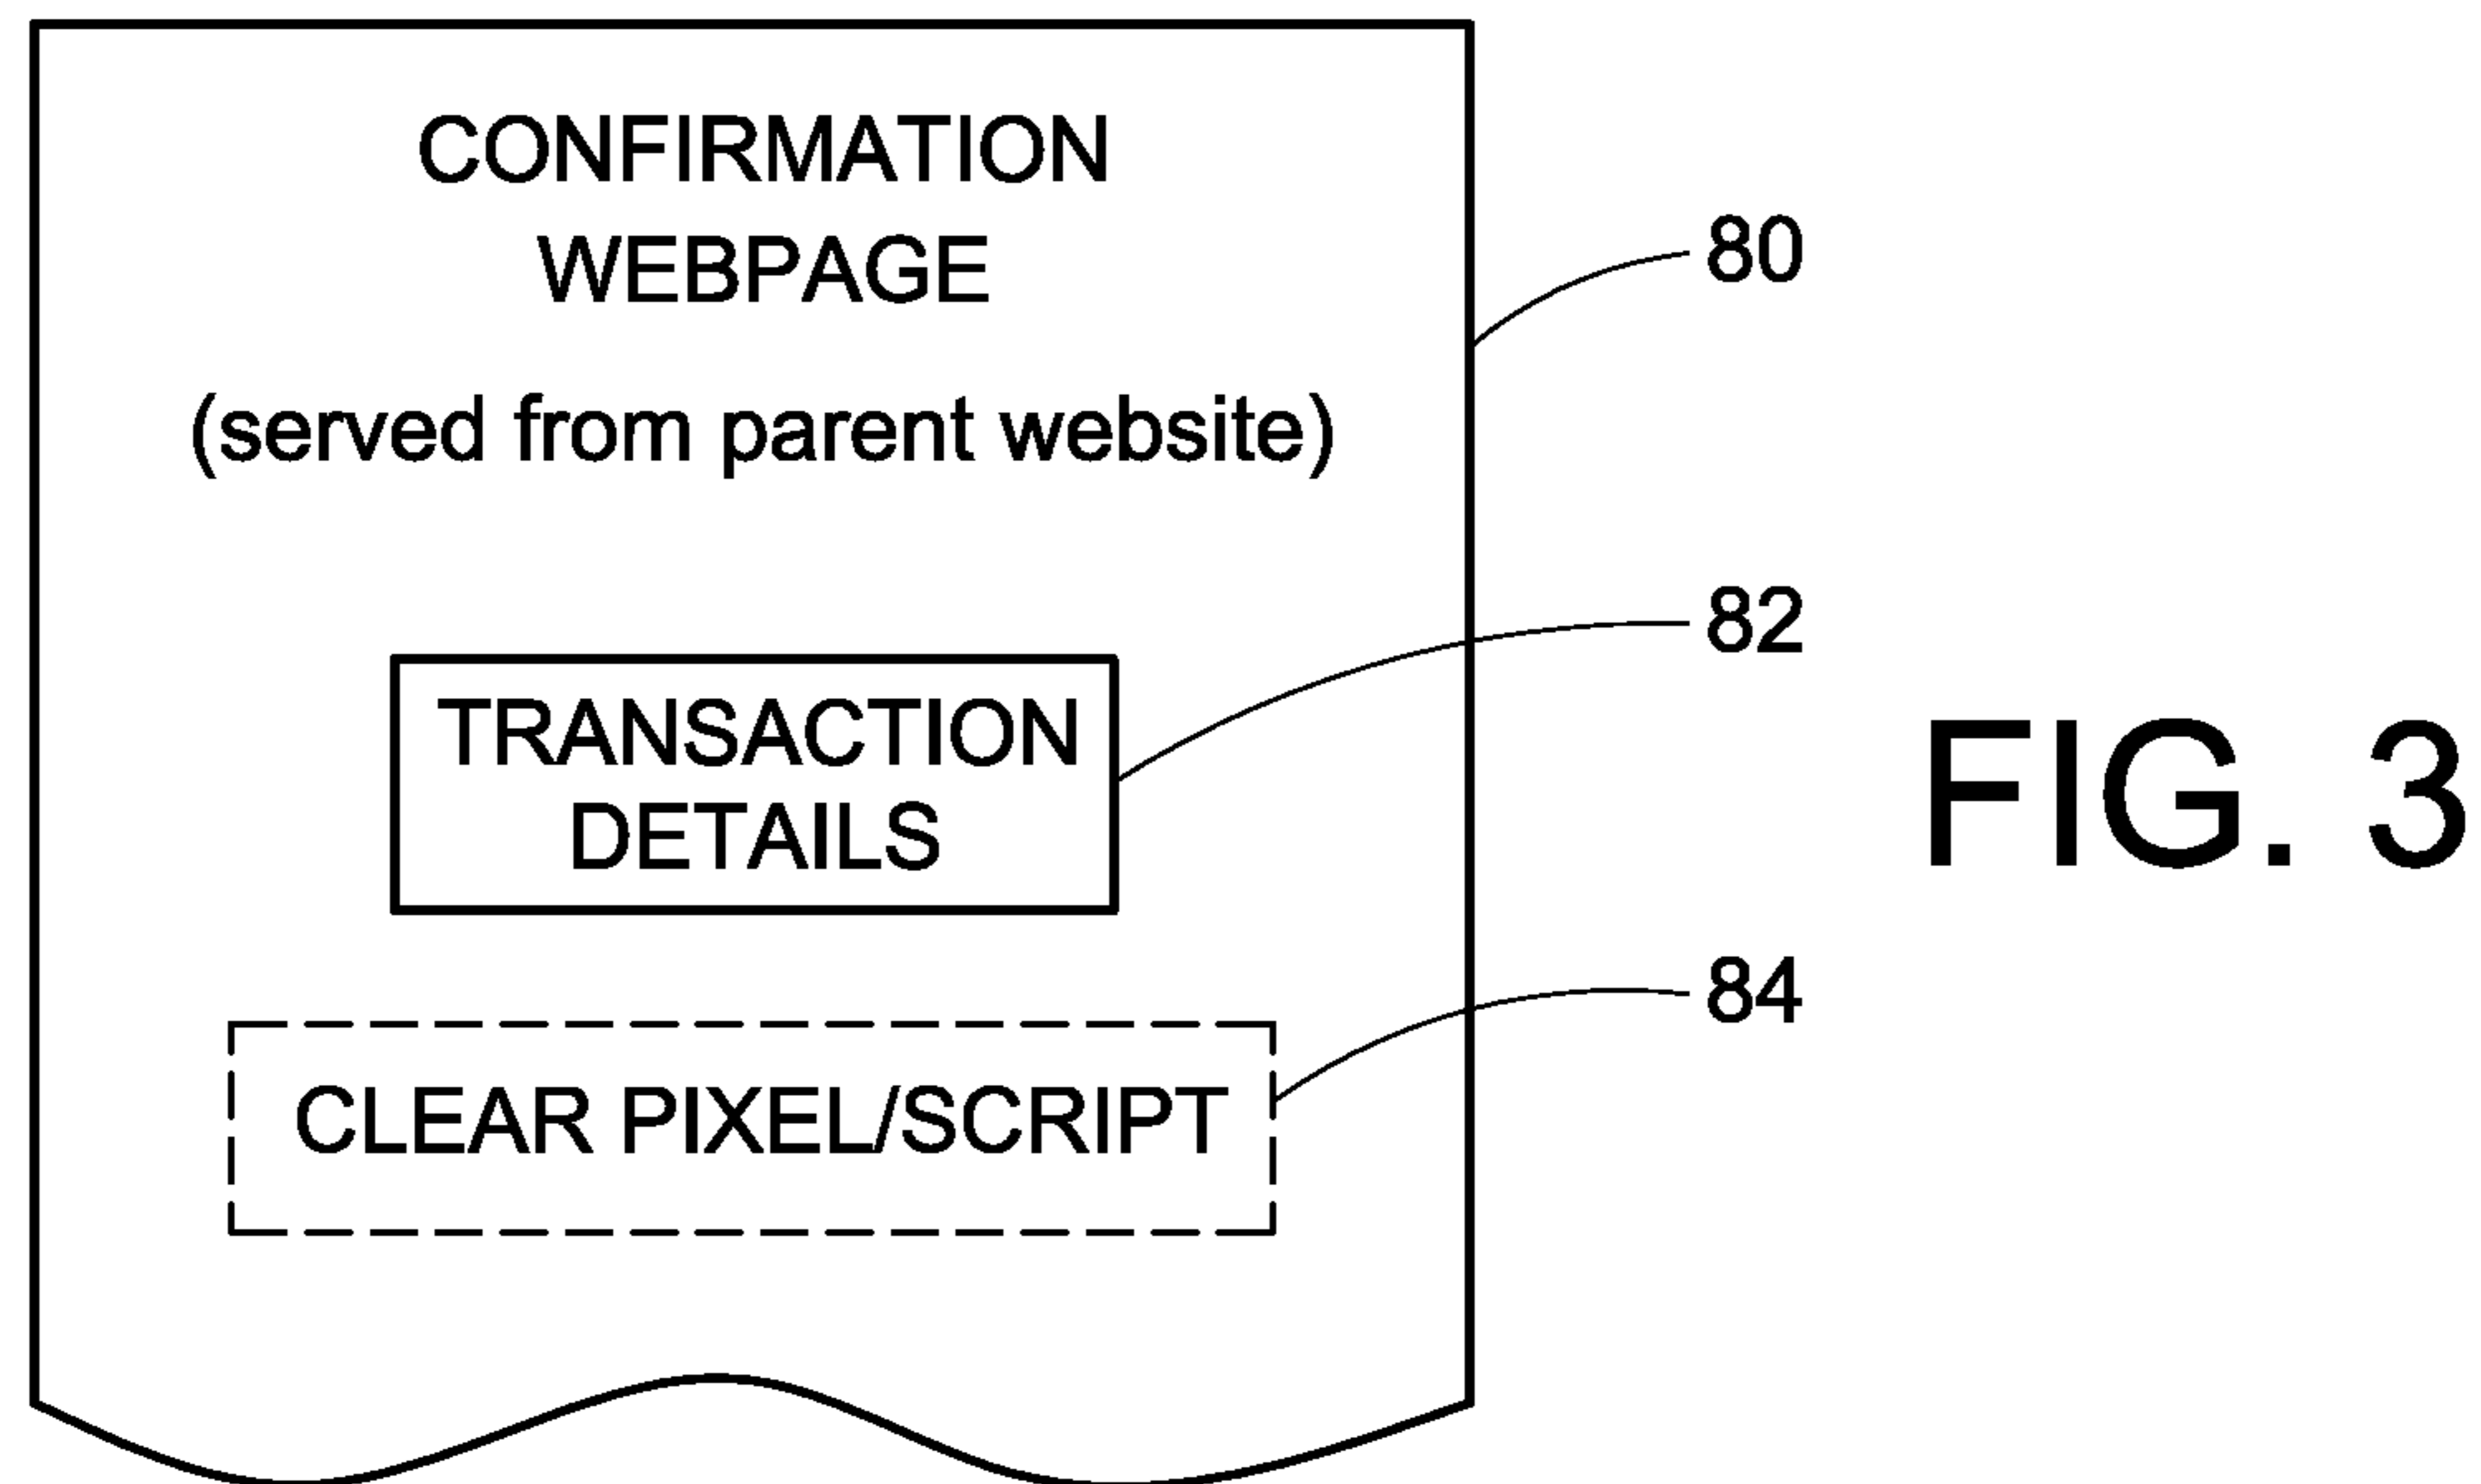 CONFIRMATION
WEBPAGE
(served from parent website)
80
82
TRANSACTION
DETAILS
FIG. 3
84
CLEAR PIXEL/SCRIPT